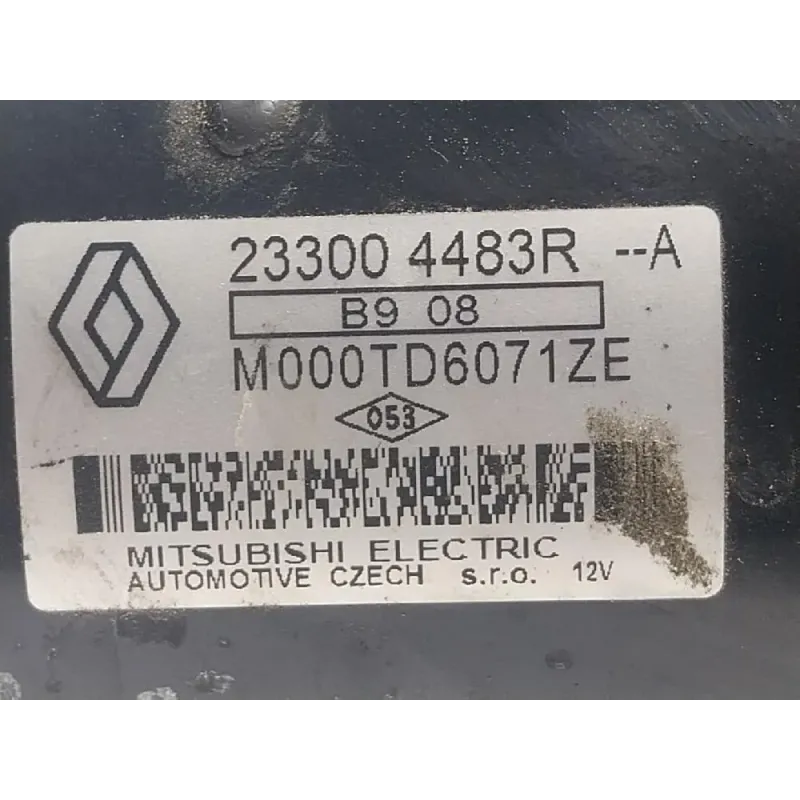 23300 4483R --A
B9 08
M000TD6071ZE
053
MITSUBISHI ELECTRIC
AUTOMOTIVE CZECH s.r.o. 12V